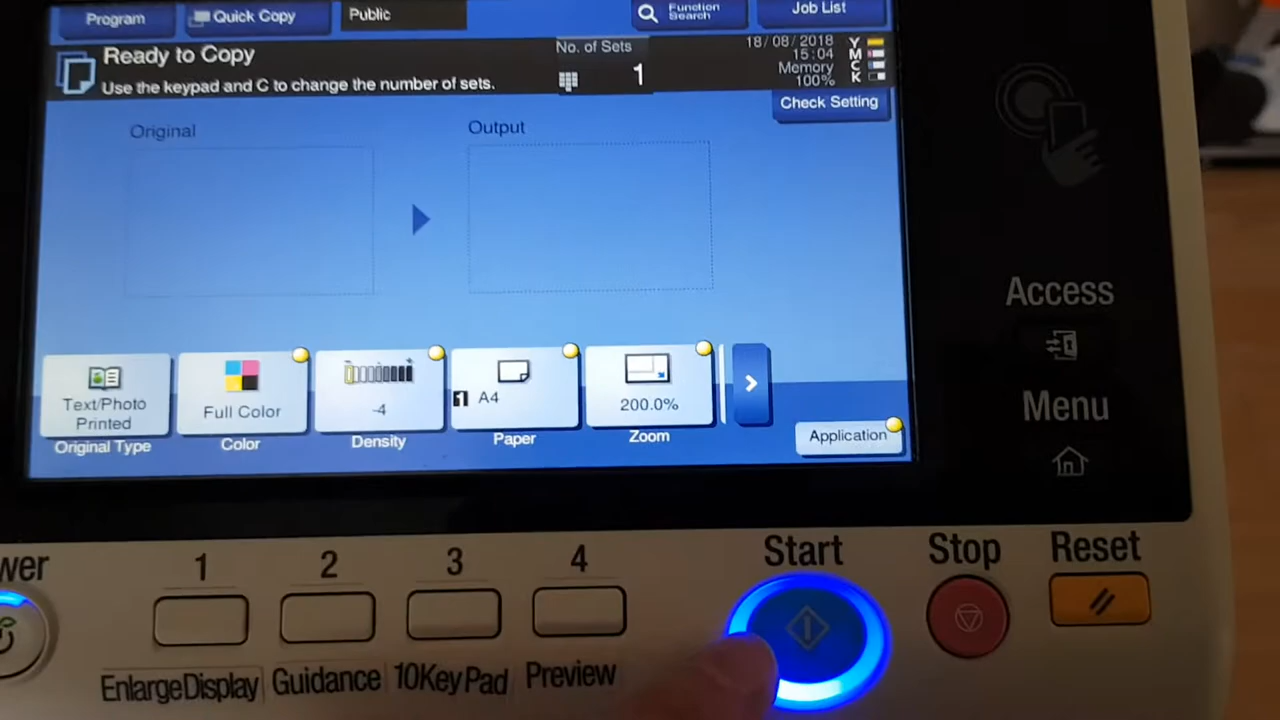 Program
Quick Copy
Public
Function Search
Job List
Ready to Copy
Use the keypad and C to change the number of sets.
No. of Sets
1
18/08/2018
15:04
Memory
100%
Y
M
C
K
Check Setting
Original
Output
Text/Photo
Printed
Original Type
Full Color
Color
-4
Density
1 A4
Paper
200.0%
Zoom
Application
Access
Menu
wer
1
2
3
4
Start
Stop
Reset
EnlargeDisplay
Guidance
10KeyPad
Preview